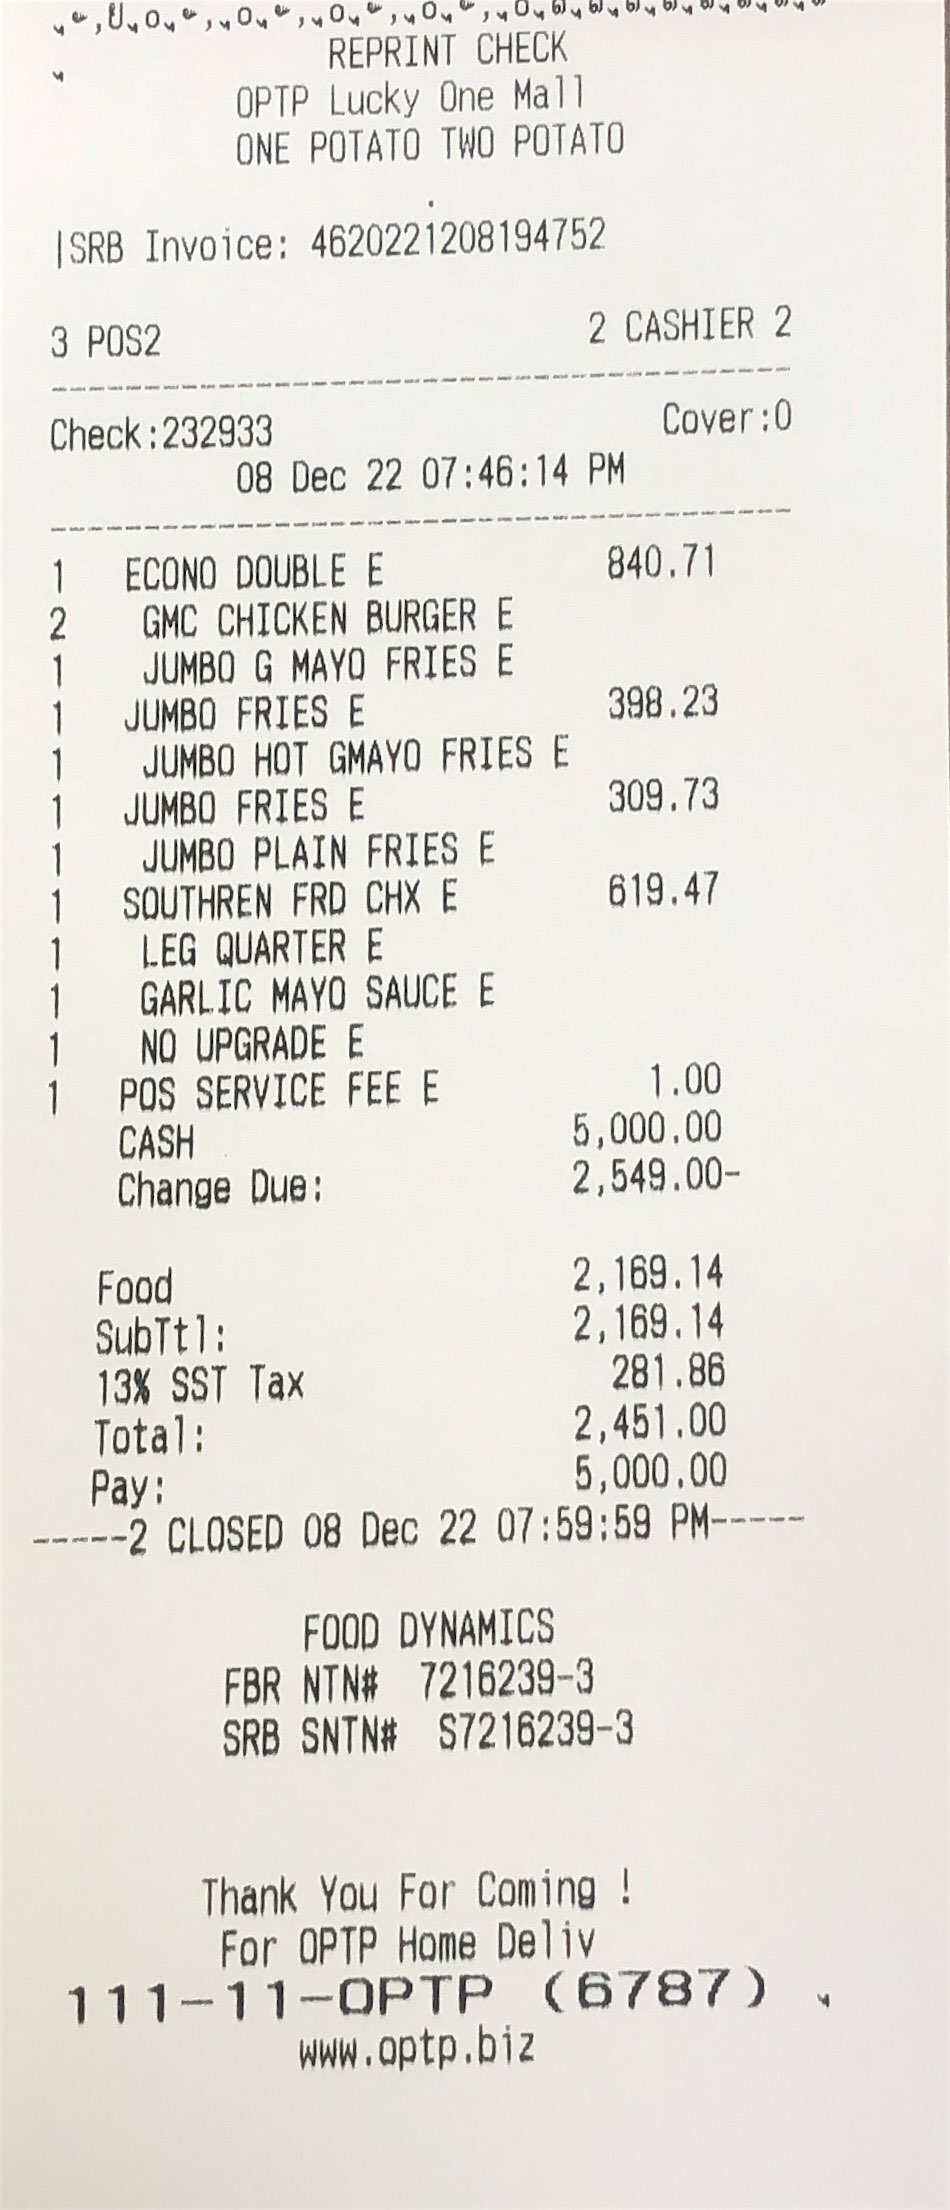 REPRINT CHECK
OPTP Lucky One Mall
ONE POTATO TWO POTATO
|SRB Invoice: 4620221208194752
3 POS2 2 CASHIER 2
Check:232933 Cover:0
08 Dec 22 07:46:14 PM
1 ECONO DOUBLE E 840.71
2 GMC CHICKEN BURGER E
1 JUMBO G MAYO FRIES E
1 JUMBO FRIES E 398.23
1 JUMBO HOT GMAYO FRIES E
1 JUMBO FRIES E 309.73
1 JUMBO PLAIN FRIES E
1 SOUTHREN FRD CHX E 619.47
1 LEG QUARTER E
1 GARLIC MAYO SAUCE E
1 NO UPGRADE E
1 POS SERVICE FEE E 1.00
CASH 5,000.00
Change Due: 2,549.00-
Food 2,169.14
SubTtl: 2,169.14
13% SST Tax 281.86
Total: 2,451.00
Pay: 5,000.00
-----2 CLOSED 08 Dec 22 07:59:59 PM-----
FOOD DYNAMICS
FBR NTN# 7216239-3
SRB SNTN# S7216239-3
Thank You For Coming !
For OPTP Home Deliv
111-11-OPTP (6787)
www.optp.biz